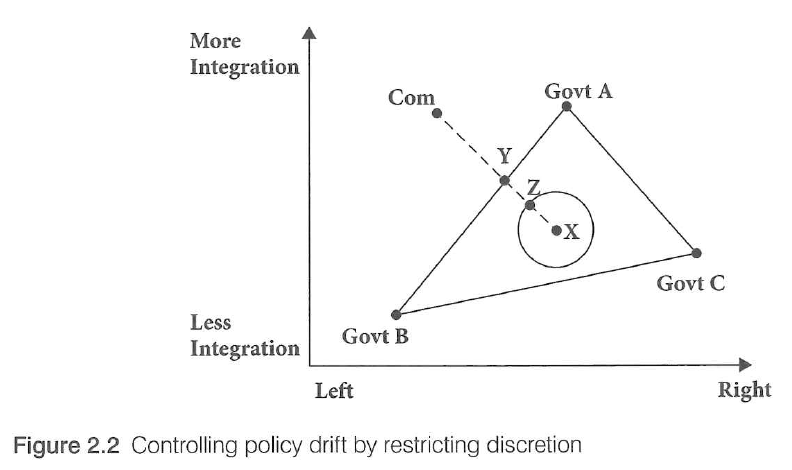 More
Integration
Com
Govt A
Y
Z
X
Govt C
Less
Integration
Govt B
Left
Right
Figure 2.2 Controlling policy drift by restricting discretion